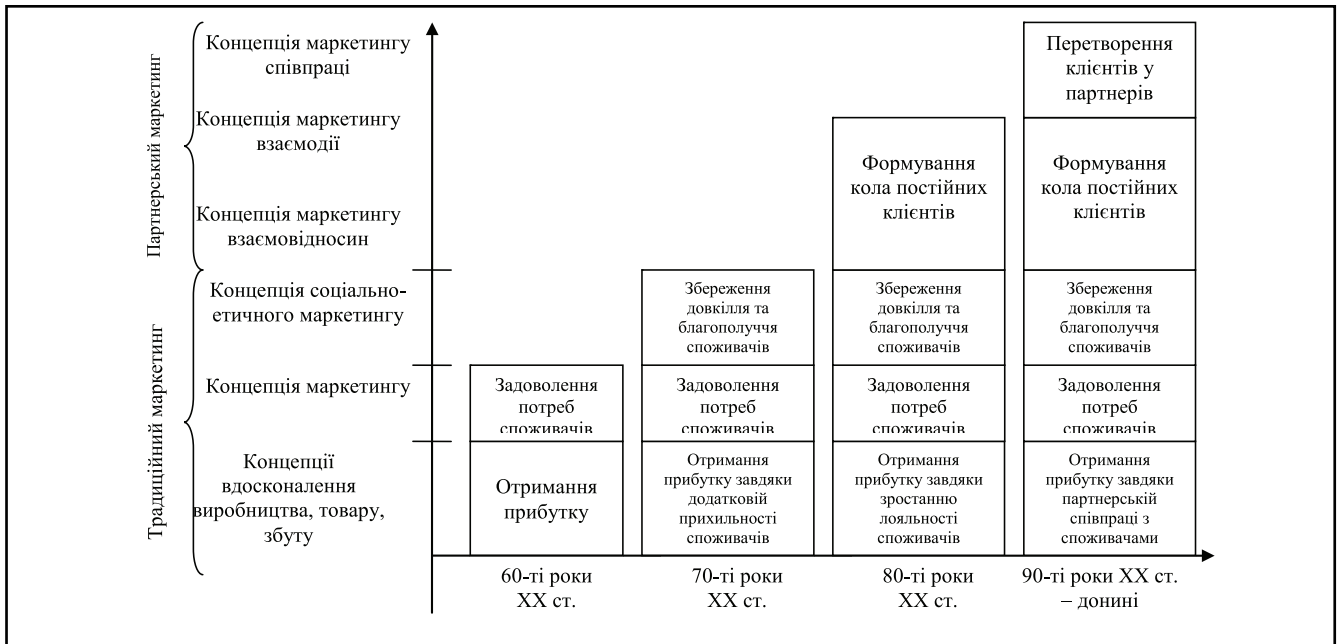 Партнерський маркетинг
Концепція маркетингу
співпраці
Концепція маркетингу
взаємодії
Концепція маркетингу
взаємовідносин
Традиційний маркетинг
Концепція соціально-
етичного маркетингу
Концепція маркетингу
Концепції
вдосконалення
виробництва, товару,
збуту
Задоволення
потреб
споживачів
Отримання
прибутку
60-ті роки
XX ст.
Збереження
довкілля та
благополуччя
споживачів
Задоволення
потреб
споживачів
Отримання
прибутку завдяки
додатковій
прихильності
споживачів
70-ті роки
XX ст.
Формування
кола постійних
клієнтів
Збереження
довкілля та
благополуччя
споживачів
Задоволення
потреб
споживачів
Отримання
прибутку завдяки
зростанню
лояльності
споживачів
80-ті роки
XX ст.
Перетворення
клієнтів у
партнерів
Формування
кола постійних
клієнтів
Збереження
довкілля та
благополуччя
споживачів
Задоволення
потреб
споживачів
Отримання
прибутку завдяки
партнерській
співпраці з
споживачами
90-ті роки XX ст.
– донині